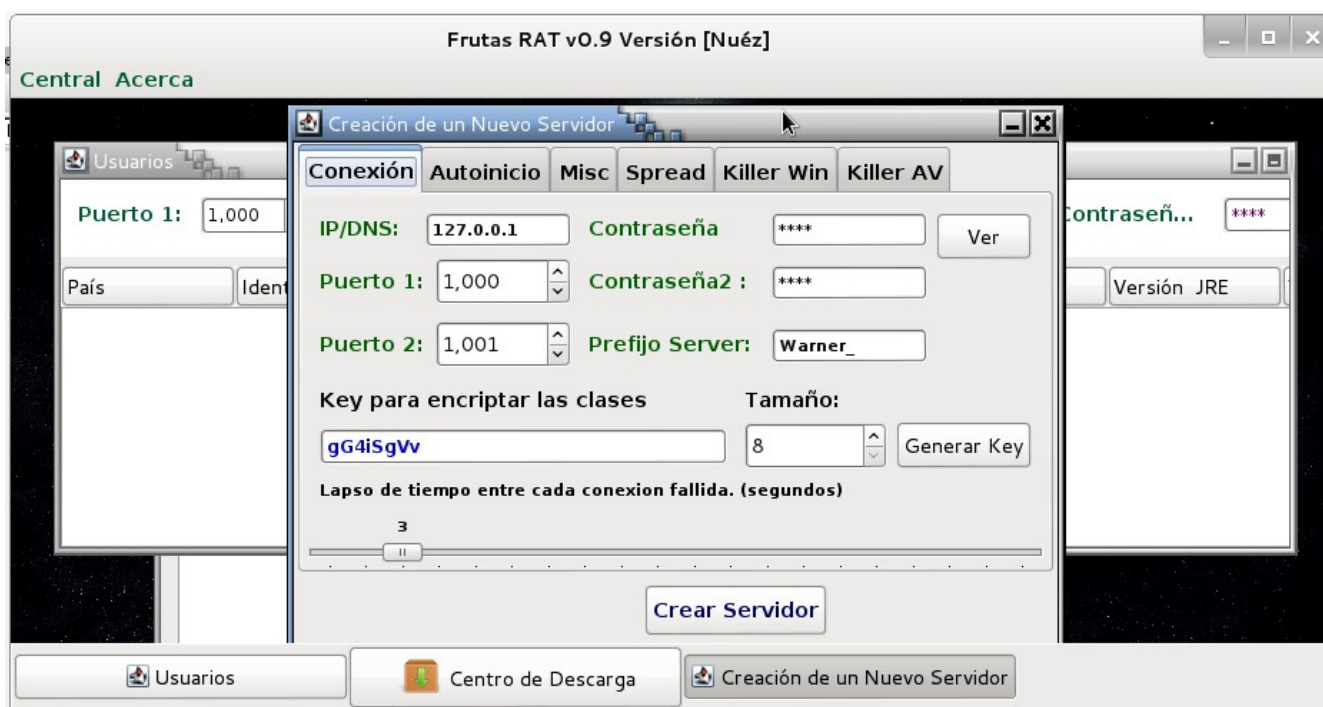 Frutas RAT v0.9 Versión [Nuéz]
Central Acerca
Creación de un Nuevo Servidor
Usuarios
Conexión Autoinicio Misc Spread Killer Win Killer AV
Puerto 1: 1,000
Contraseñ... ****
IP/DNS: 127.0.0.1 Contraseña **** Ver
País
Versión JRE
Puerto 1: 1,000 Contraseña2 : ****
Puerto 2: 1,001 Prefijo Server: Warner_
Key para encriptar las clases Tamaño:
gG4iSgVv 8 Generar Key
Lapso de tiempo entre cada conexion fallida. (segundos)
3
Crear Servidor
Usuarios Centro de Descarga Creación de un Nuevo Servidor